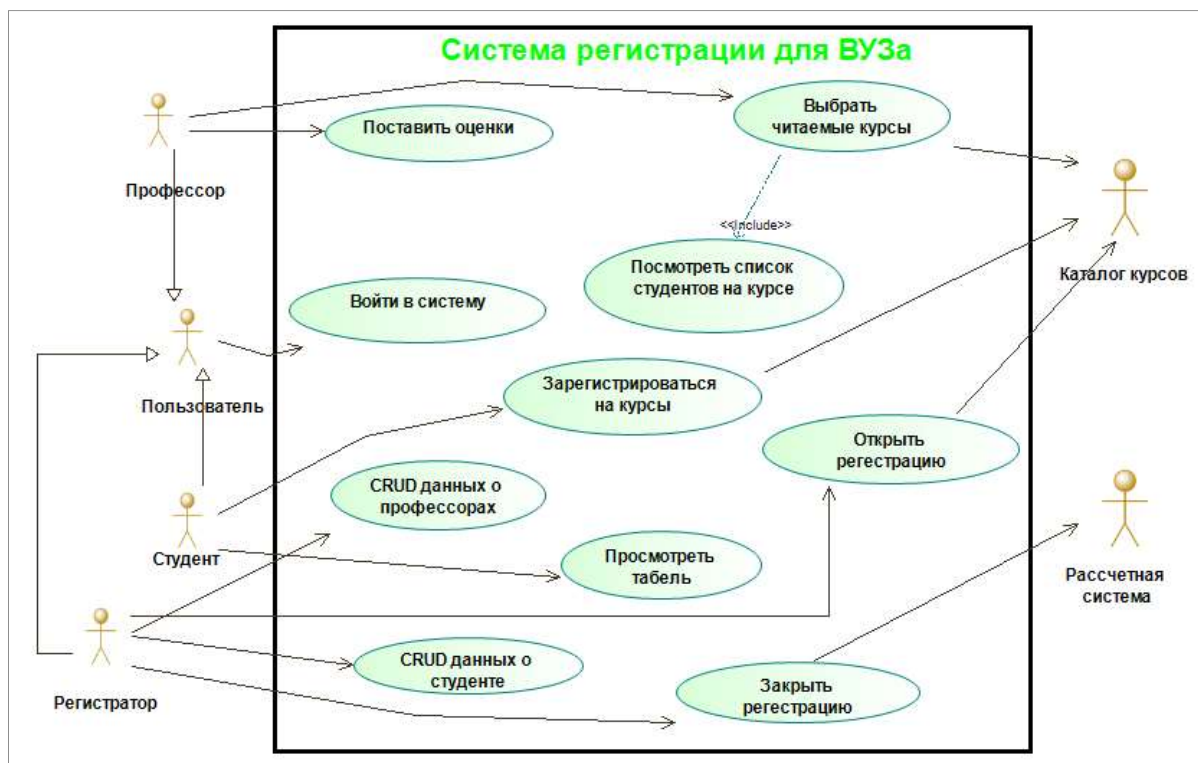 Система регистрации для ВУЗа
Выбрать
читаемые курсы
Поставить оценки
Профессор
<<Include>>
Посмотреть список
студентов на курсе
Каталог курсов
Войти в систему
Зарегистрироваться
на курсы
Пользователь
Открыть
регестрацию
CRUD данных о
профессорах
Студент
Просмотреть
табель
Рассчетная
система
CRUD данных о
студенте
Закрыть
регестрацию
Регистратор